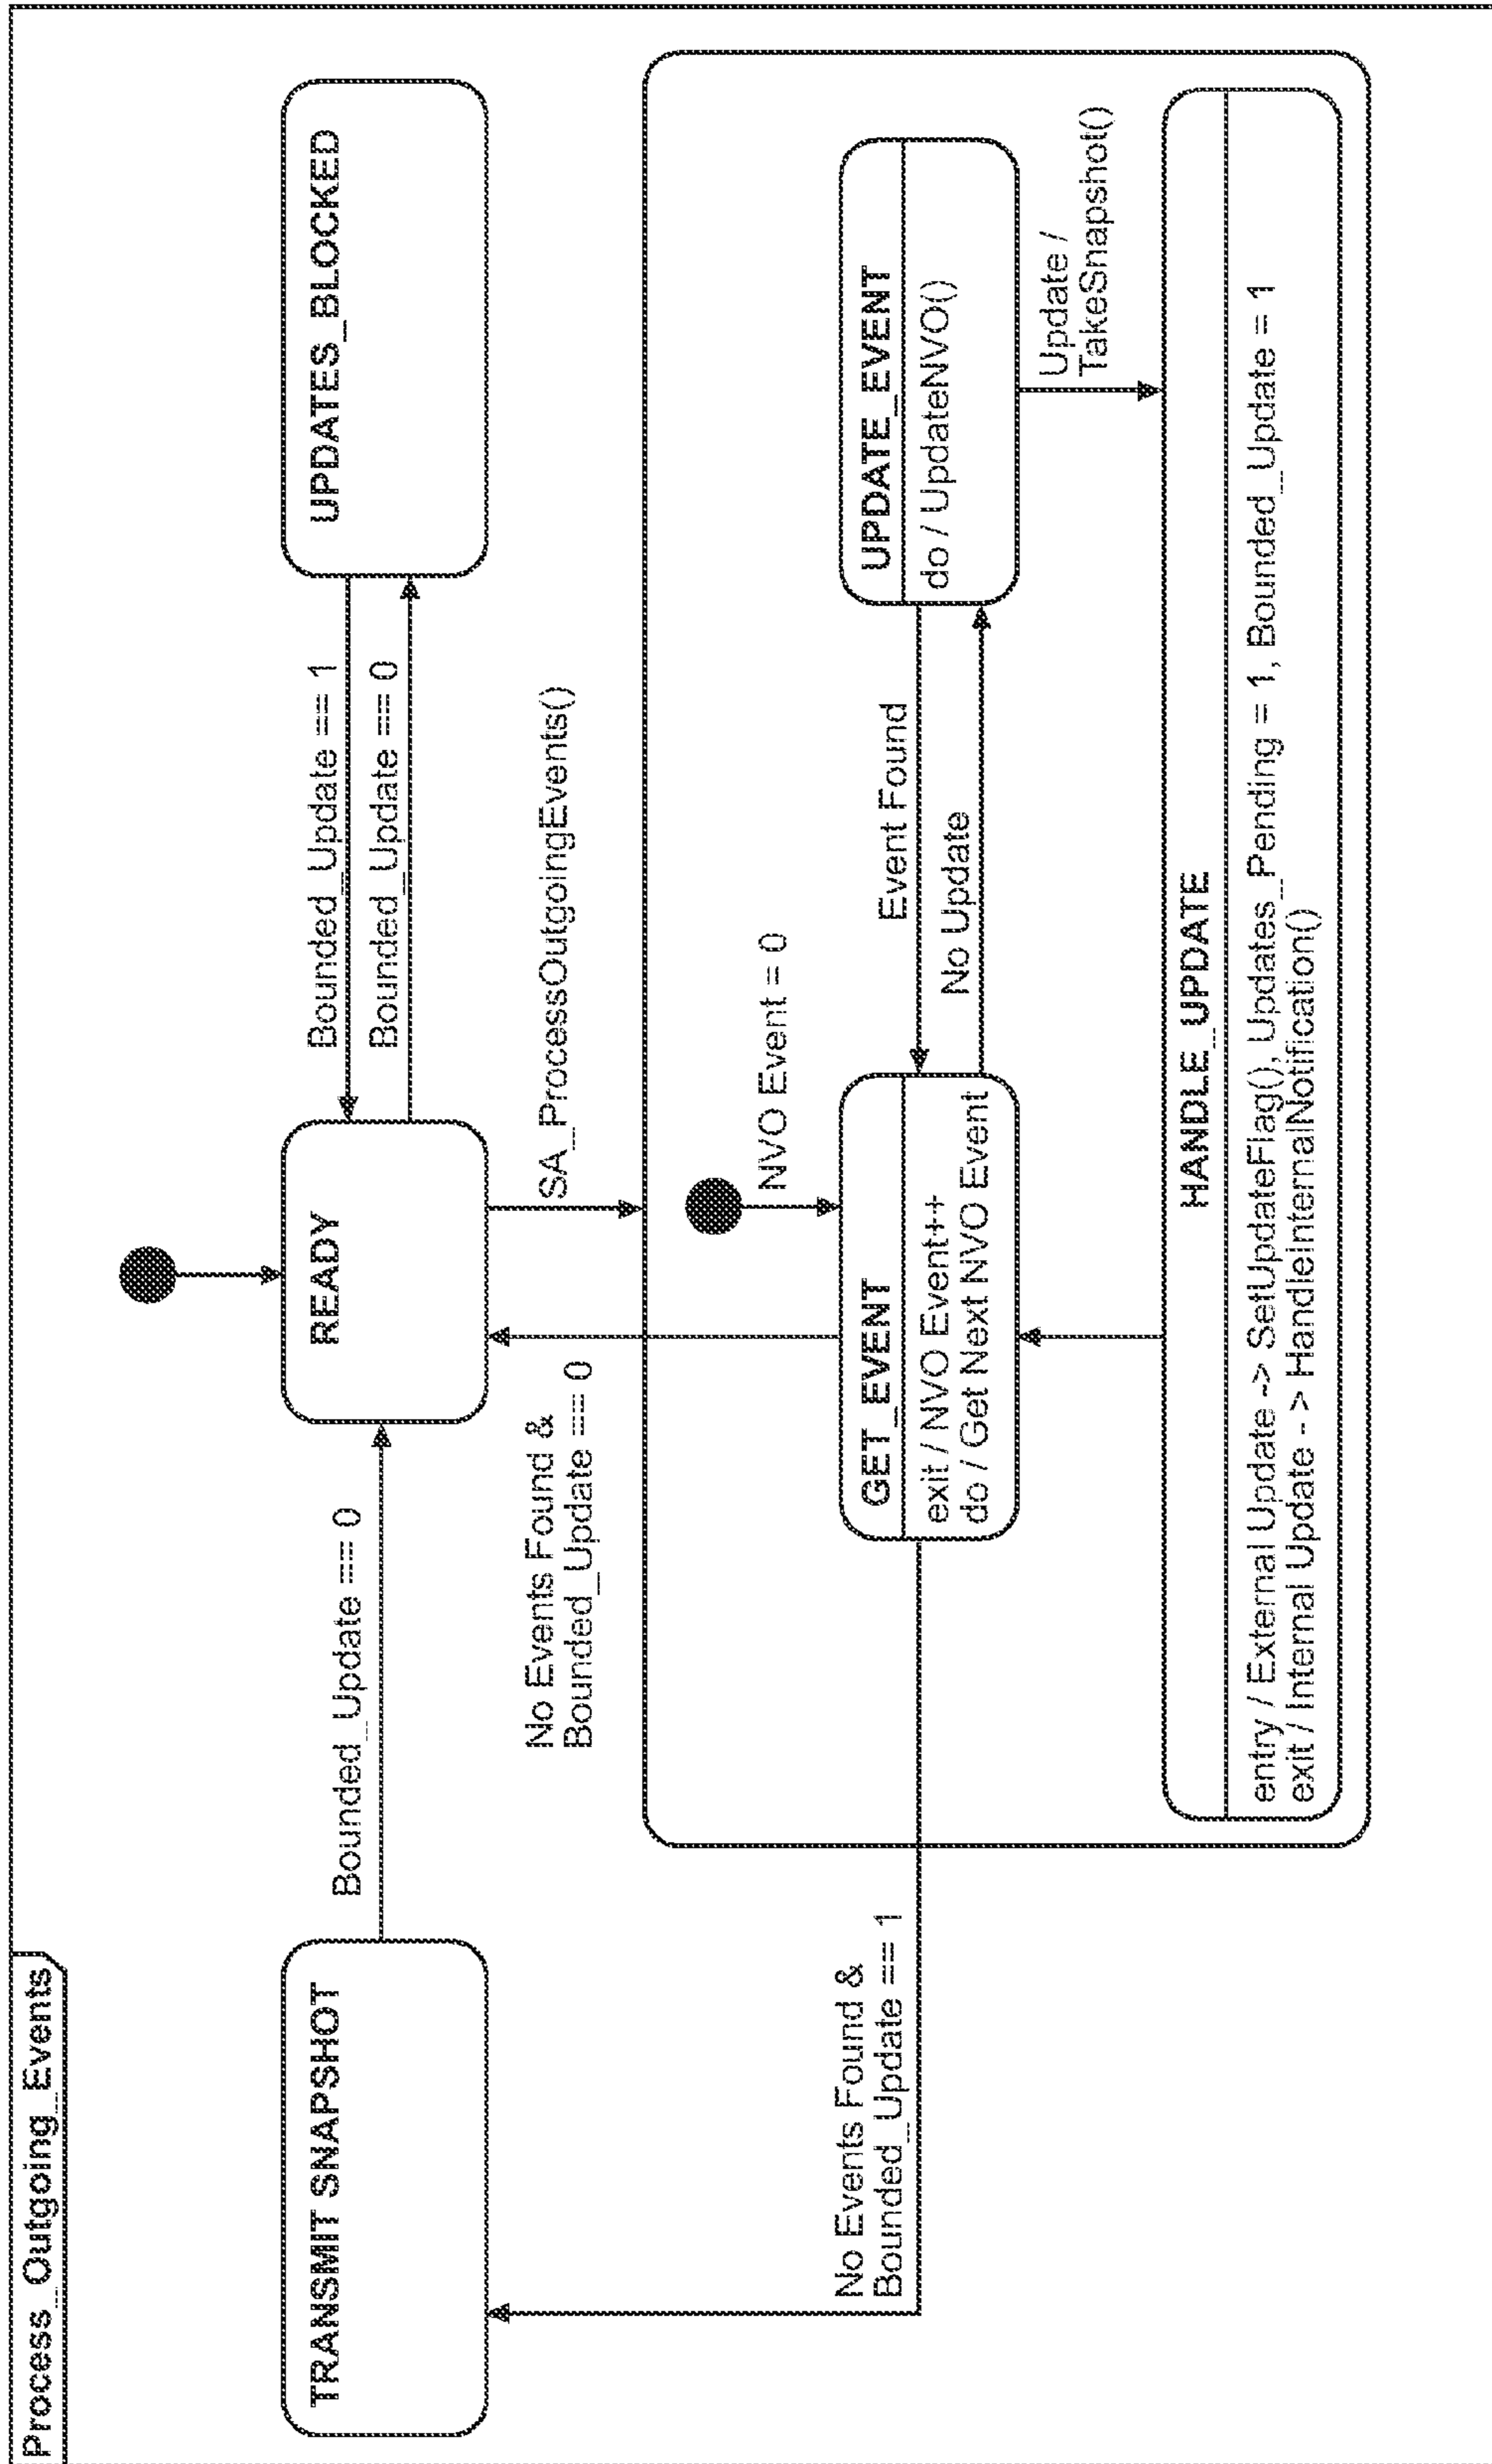 Process_Outgoing_Events
TRANSMIT SNAPSHOT
Bounded_Update == 0
READY
Bounded_Update == 1
Bounded_Update == 0
UPDATES_BLOCKED
No Events Found &
Bounded_Update == 0
SA_ProcessOutgoingEvents()
NVO Event = 0
No Events Found &
Bounded_Update == 1
GET_EVENT
exit / NVO Event++
do / Get Next NVO Event
Event Found
No Update
UPDATE_EVENT
do / UpdateNVO()
Update /
TakeSnapshot()
HANDLE_UPDATE
entry / External Update -> SetUpdateFlag(), Updates_Pending = 1, Bounded_Update = 1
exit / Internal Update - > HandleInternalNotification()